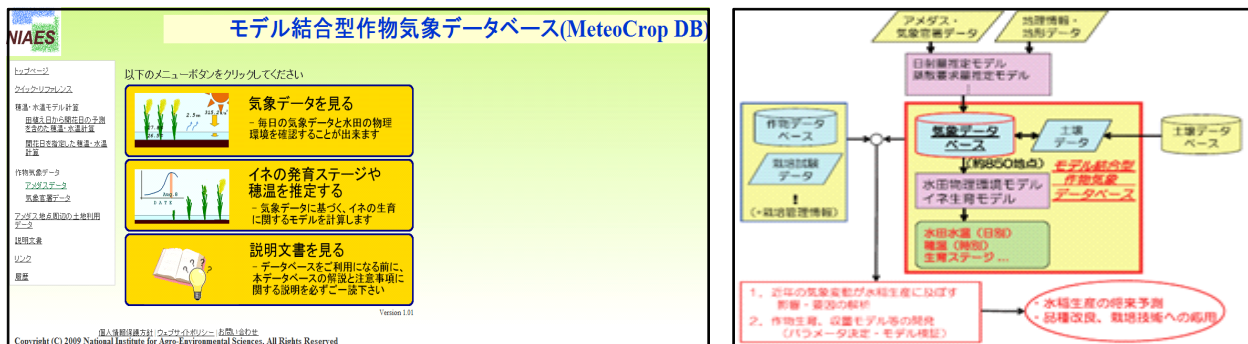 NIAES
モデル結合型作物気象データベース(MeteoCrop DB)
トップページ
クイック・リファレンス
穂温・水温モデル計算
田植え日から開花日の予測
を含めた穂温・水温計算
開花日を指定した穂温・水温
計算
作物気象データ
アメダスデータ
気象官署データ
アメダス地点周辺の土地利用
データ
説明文書
リンク
履歴
以下のメニューボタンをクリックしてください
気象データを見る
- 毎日の気象データと水田の物理
環境を確認することが出来ます
イネの発育ステージや
穂温を推定する
- 気象データに基づく、イネの生育
に関するモデルを計算します
Aug.8
DATE
説明文書を見る
- データベースをご利用になる前に、
本データベースの解説と注意事項に
関する説明を必ずご一読下さい
Version 1.01
個人情報保護方針 | ウェブサイトポリシー | お問い合わせ
Copyright (C) 2009 National Institute for Agro-Environmental Sciences. All Rights Reserved
アメダス・
気象官署データ
地理情報・
地形データ
日射量推定モデル
蒸散要求量推定モデル
作物データ
ベース
栽培試験
データ
(+栽培管理情報)
気象データ
ベース
(約850地点)
土壌
データ
土壌データ
ベース
モデル結合型
作物気象
データベース
水田物理環境モデル
イネ生育モデル
水田水温(日別)
穂温(時別)
生育ステージ...
1. 近年の気象変動が水稲生産に及ぼす
影響・要因の解析
2. 作物生育、収量モデル等の開発
(パラメータ決定・モデル検証)
・水稲生産の将来予測
・品種改良、栽培技術への応用